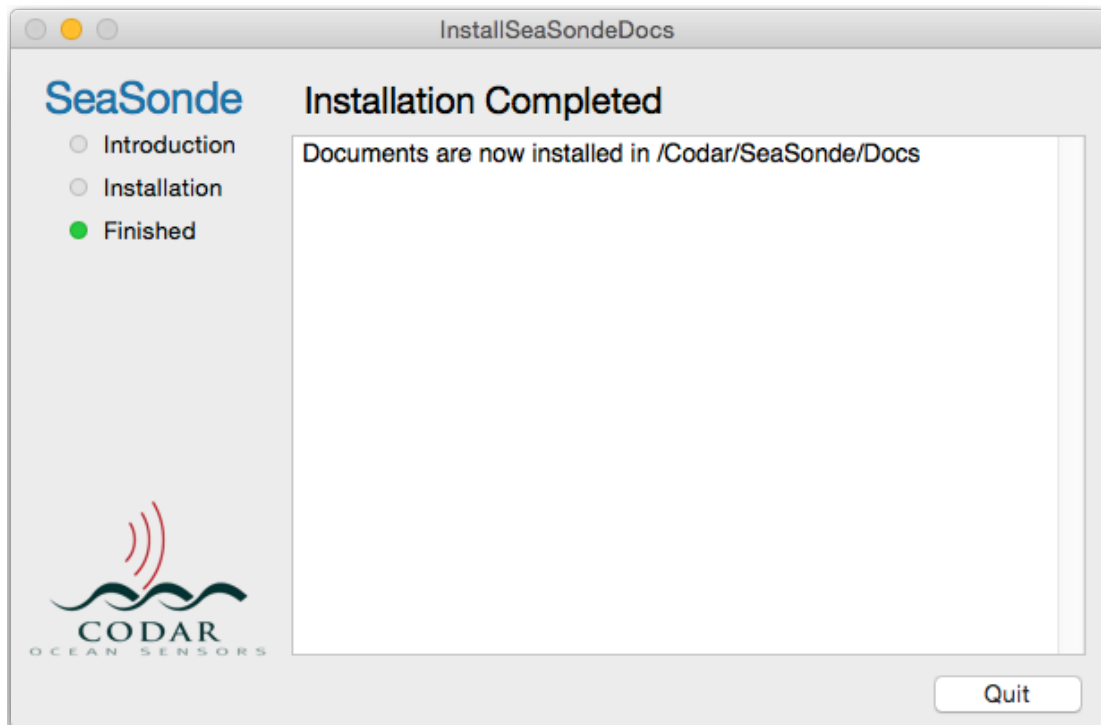 InstallSeaSondeDocs
SeaSonde
Introduction
Installation
Finished
Installation Completed
Documents are now installed in /Codar/SeaSonde/Docs
CODAR
OCEAN SENSORS
Quit